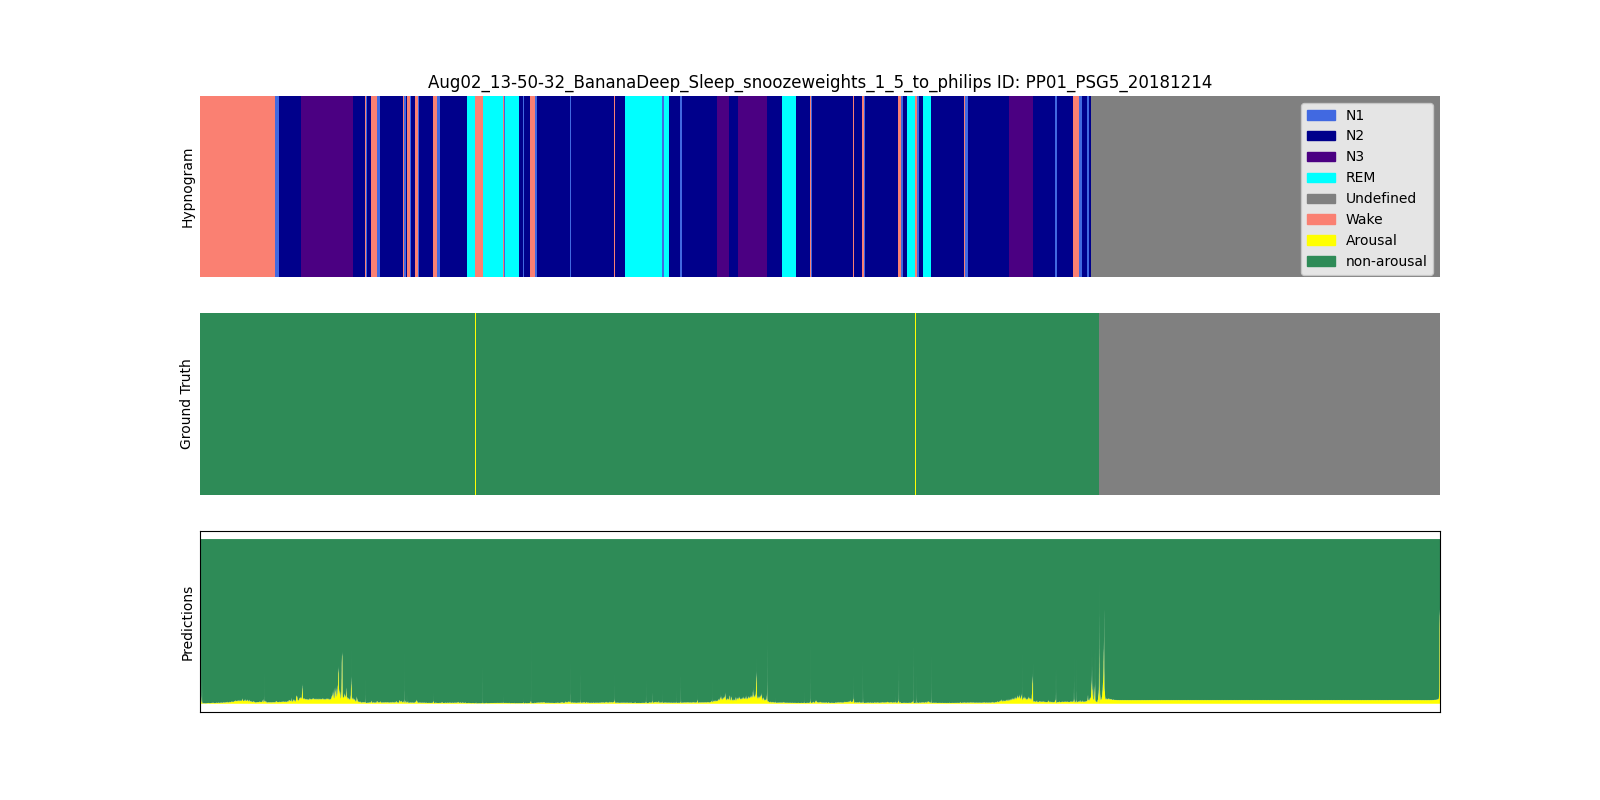 Aug02_13-50-32_BananaDeep_Sleep_snoozeweights_1_5_to_philips ID: PP01_PSG5_20181214
Hypnogram
N1
N2
N3
REM
Undefined
Wake
Arousal
non-arousal
Ground Truth
Predictions